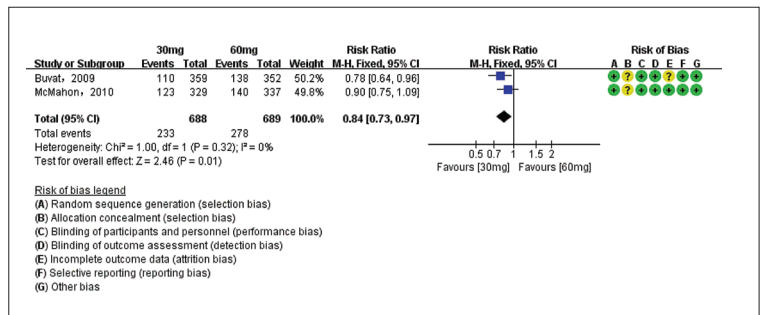 30mg 60mg Risk Ratio Risk Ratio Risk of Bias
Study or Subgroup Events Total Events Total Weight M-H, Fixed, 95% CI M-H, Fixed, 95% CI A B C D E F G
Buvat，2009 110 359 138 352 50.2% 0.78 [0.64, 0.96] + ? + + ? + +
McMahon，2010 123 329 140 337 49.8% 0.90 [0.75, 1.09] + ? + + + + +
Total (95% CI) 688 689 100.0% 0.84 [0.73, 0.97]
Total events 233 278
Heterogeneity: Chi² = 1.00, df = 1 (P = 0.32); I² = 0%
Test for overall effect: Z = 2.46 (P = 0.01)
0.5 0.7 1 1.5 2
Favours [30mg] Favours [60mg]
Risk of bias legend
(A) Random sequence generation (selection bias)
(B) Allocation concealment (selection bias)
(C) Blinding of participants and personnel (performance bias)
(D) Blinding of outcome assessment (detection bias)
(E) Incomplete outcome data (attrition bias)
(F) Selective reporting (reporting bias)
(G) Other bias